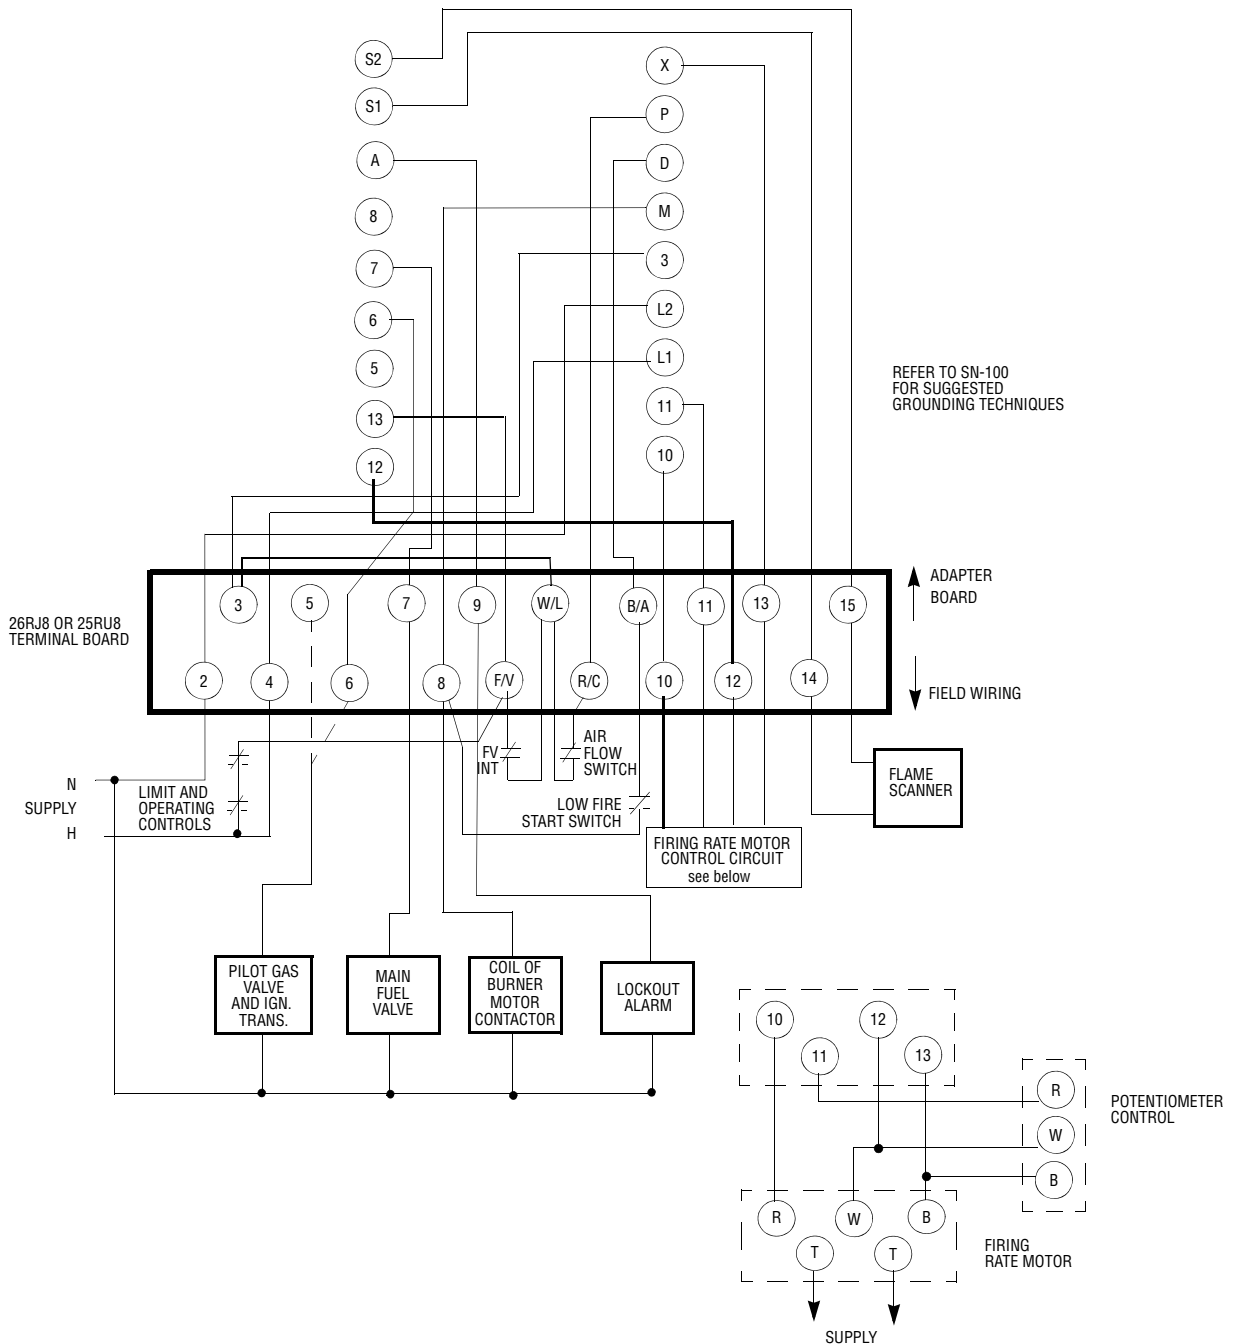 S2
X
S1
P
A
D
8
M
7
3
6
L2
5
L1
13
11
12
10
REFER TO SN-100
FOR SUGGESTED
GROUNDING TECHNIQUES
26RJ8 OR 25RU8
TERMINAL BOARD
3
5
7
9
W/L
B/A
11
13
15
2
4
6
8
F/V
R/C
10
12
14
ADAPTER
BOARD
FIELD WIRING
N
SUPPLY
H
LIMIT AND
OPERATING
CONTROLS
FV
INT
AIR
FLOW
SWITCH
LOW FIRE
START SWITCH
FLAME
SCANNER
FIRING RATE MOTOR
CONTROL CIRCUIT
see below
PILOT GAS
VALVE
AND IGN.
TRANS.
MAIN
FUEL
VALVE
COIL OF
BURNER
MOTOR
CONTACTOR
LOCKOUT
ALARM
10
12
11
13
R
W
B
POTENTIOMETER
CONTROL
R
W
B
T
T
FIRING
RATE MOTOR
SUPPLY